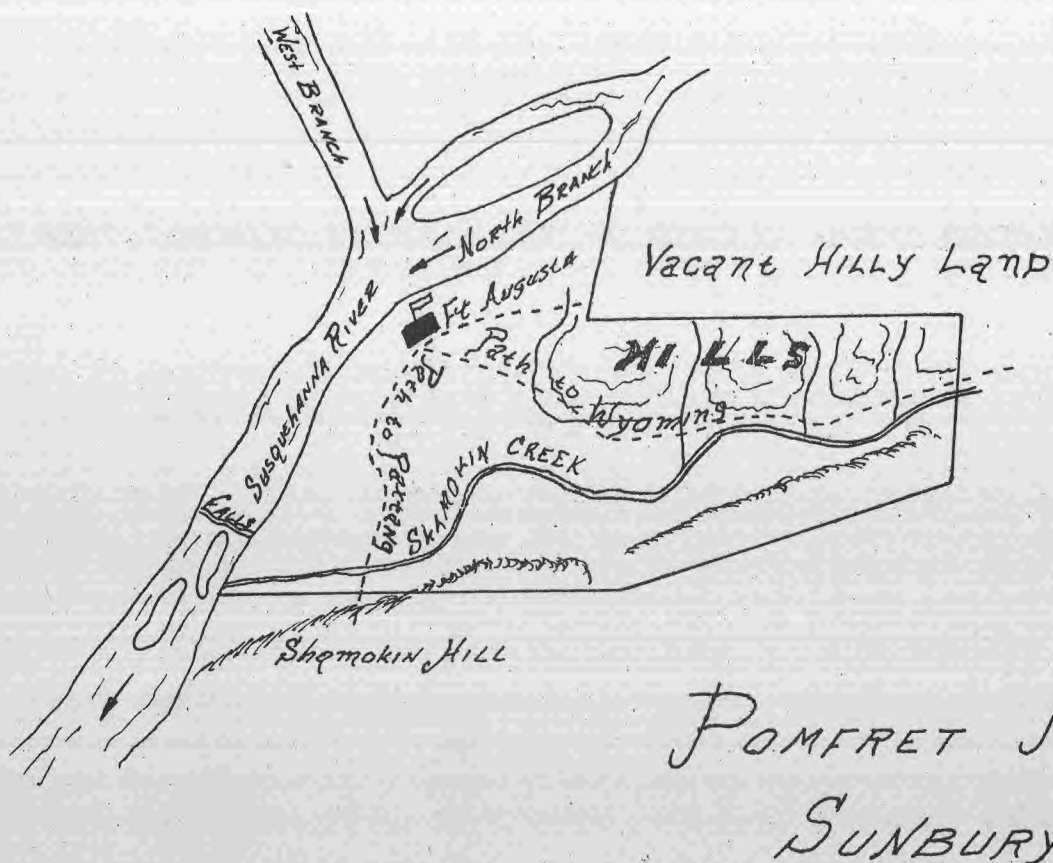 WEST BRANCH
NORTH BRANCH
Vacant HILLY LAND
Ft Augusta
SUSQUEHANNA RIVER
HILLS
Path to Wyoming
Path to Paxtang
SHAMOKIN CREEK
FALLS
Shamokin Hill
POMFRET
SUNBURY